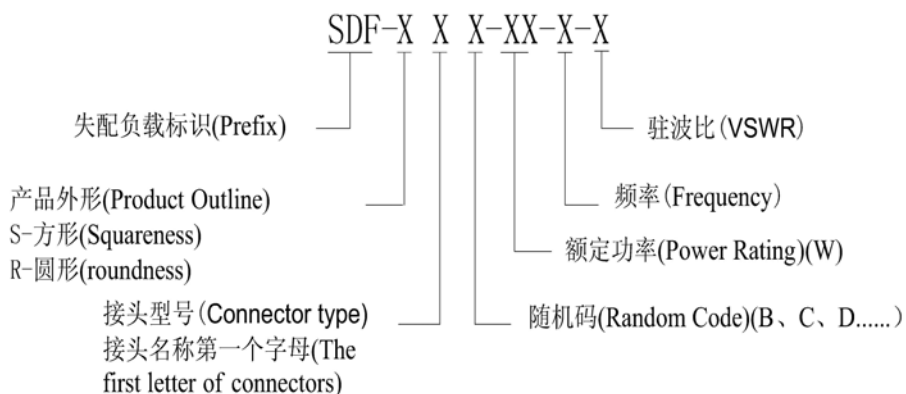 SDF-X X X-XX-X-X
失配负载标识(Prefix)
驻波比(VSWR)
产品外形(Product Outline)
S-方形(Squareness)
R-圆形(roundness)
频率(Frequency)
额定功率(Power Rating)(W)
接头型号(Connector type)
接头名称第一个字母(The
first letter of connectors)
随机码(Random Code)(B、C、D......)